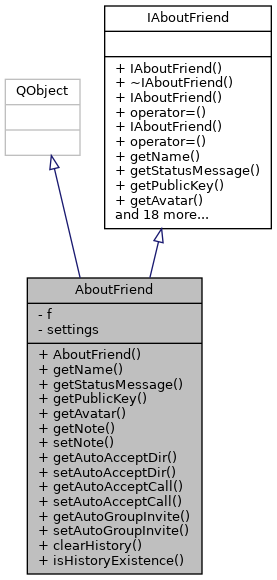 IAboutFriend
+ IAboutFriend()
+ ~IAboutFriend()
+ IAboutFriend()
+ operator=()
+ IAboutFriend()
+ operator=()
+ getName()
+ getStatusMessage()
+ getPublicKey()
+ getAvatar()
and 18 more...
QObject
AboutFriend
- f
- settings
+ AboutFriend()
+ getName()
+ getStatusMessage()
+ getPublicKey()
+ getAvatar()
+ getNote()
+ setNote()
+ getAutoAcceptDir()
+ setAutoAcceptDir()
+ getAutoAcceptCall()
+ setAutoAcceptCall()
+ getAutoGroupInvite()
+ setAutoGroupInvite()
+ clearHistory()
+ isHistoryExistence()